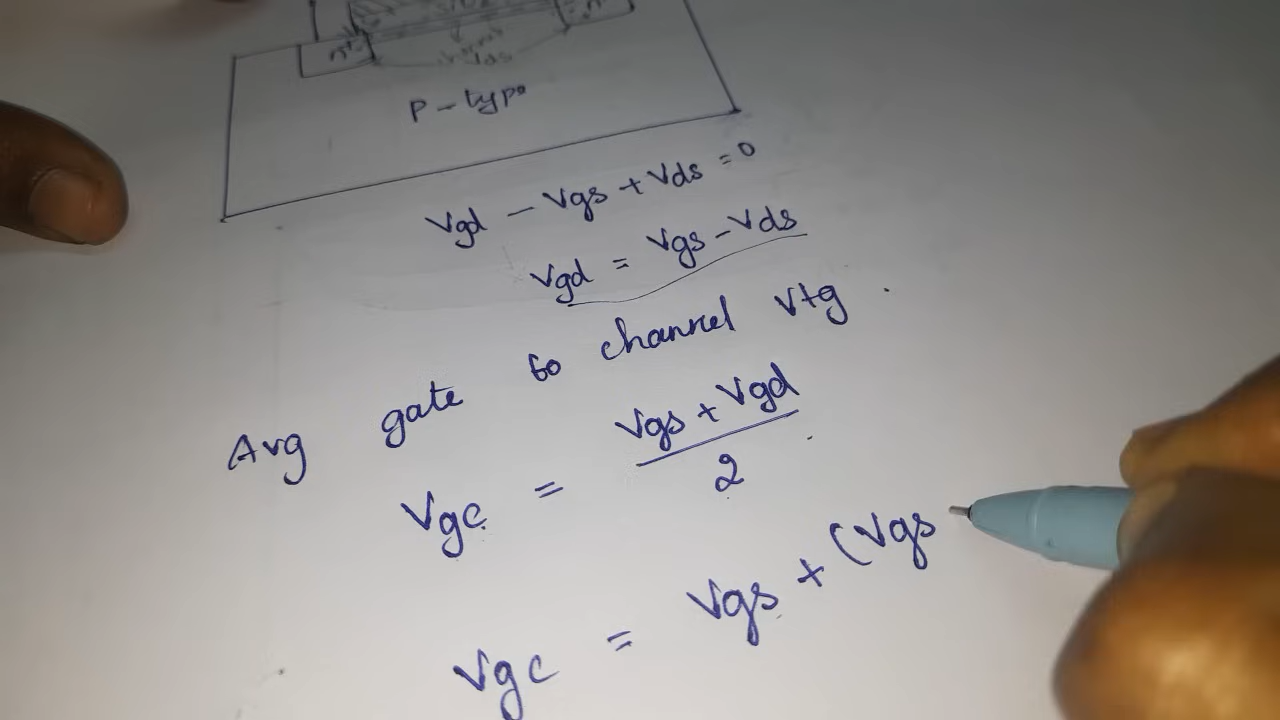 n+
n+
Vds
P-type
Vgd - Vgs + Vds = 0
Vgd = Vgs - Vds
Avg gate to channel Vtg.
Vgc = Vgs + Vgd
2
Vgc = Vgs + (Vgs